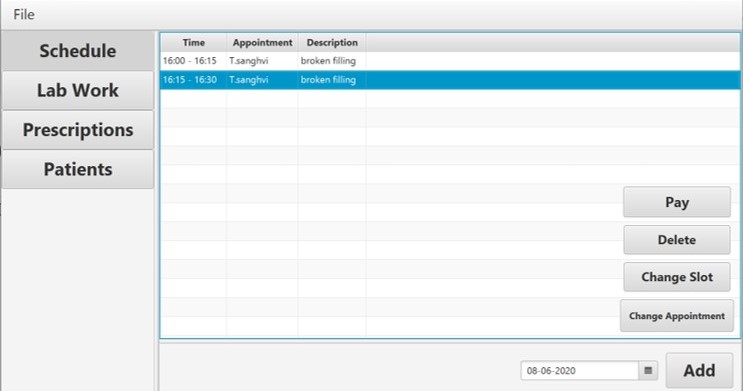 File
Schedule
Lab Work
Prescriptions
Patients
Time Appointment Description
16:00 - 16:15 T.sanghvi broken filling
16:15 - 16:30 T.sanghvi broken filling
Pay
Delete
Change Slot
Change Appointment
08-06-2020
Add